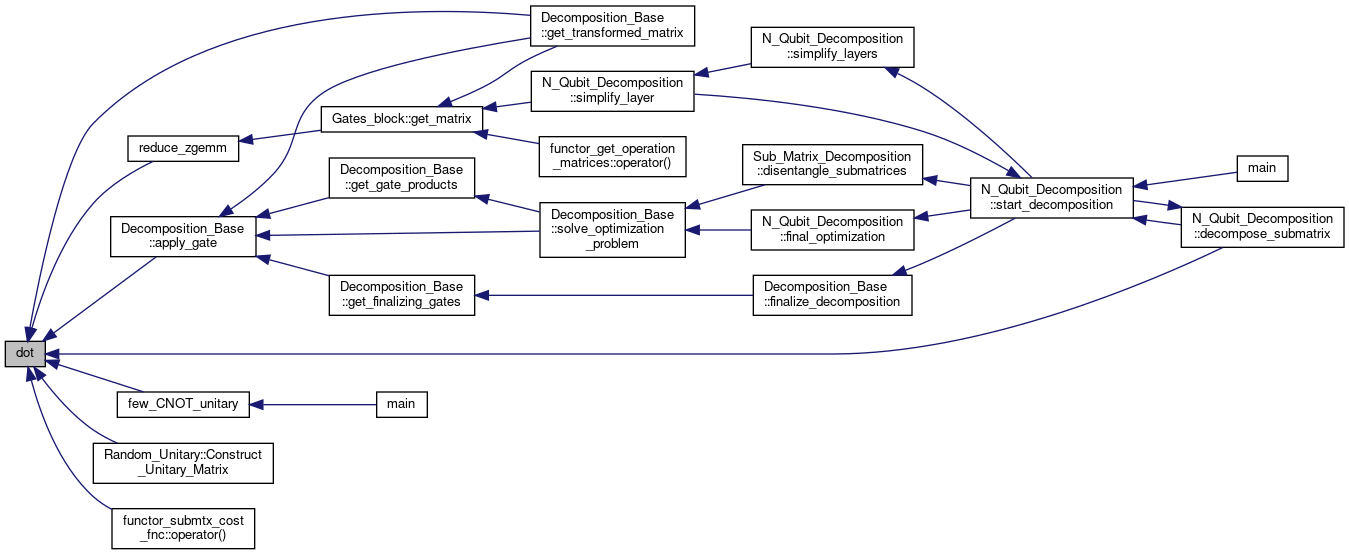 Decomposition_Base
::get_transformed_matrix
N_Qubit_Decomposition
::simplify_layers
N_Qubit_Decomposition
::simplify_layer
Gates_block::get_matrix
reduce_zgemm
functor_get_operation
_matrices::operator()
Decomposition_Base
::get_gate_products
Sub_Matrix_Decomposition
::disentangle_submatrices
main
N_Qubit_Decomposition
::start_decomposition
Decomposition_Base
::apply_gate
Decomposition_Base
::solve_optimization
_problem
N_Qubit_Decomposition
::final_optimization
N_Qubit_Decomposition
::decompose_submatrix
Decomposition_Base
::get_finalizing_gates
Decomposition_Base
::finalize_decomposition
dot
few_CNOT_unitary
main
Random_Unitary::Construct
_Unitary_Matrix
functor_submtx_cost
_fnc::operator()